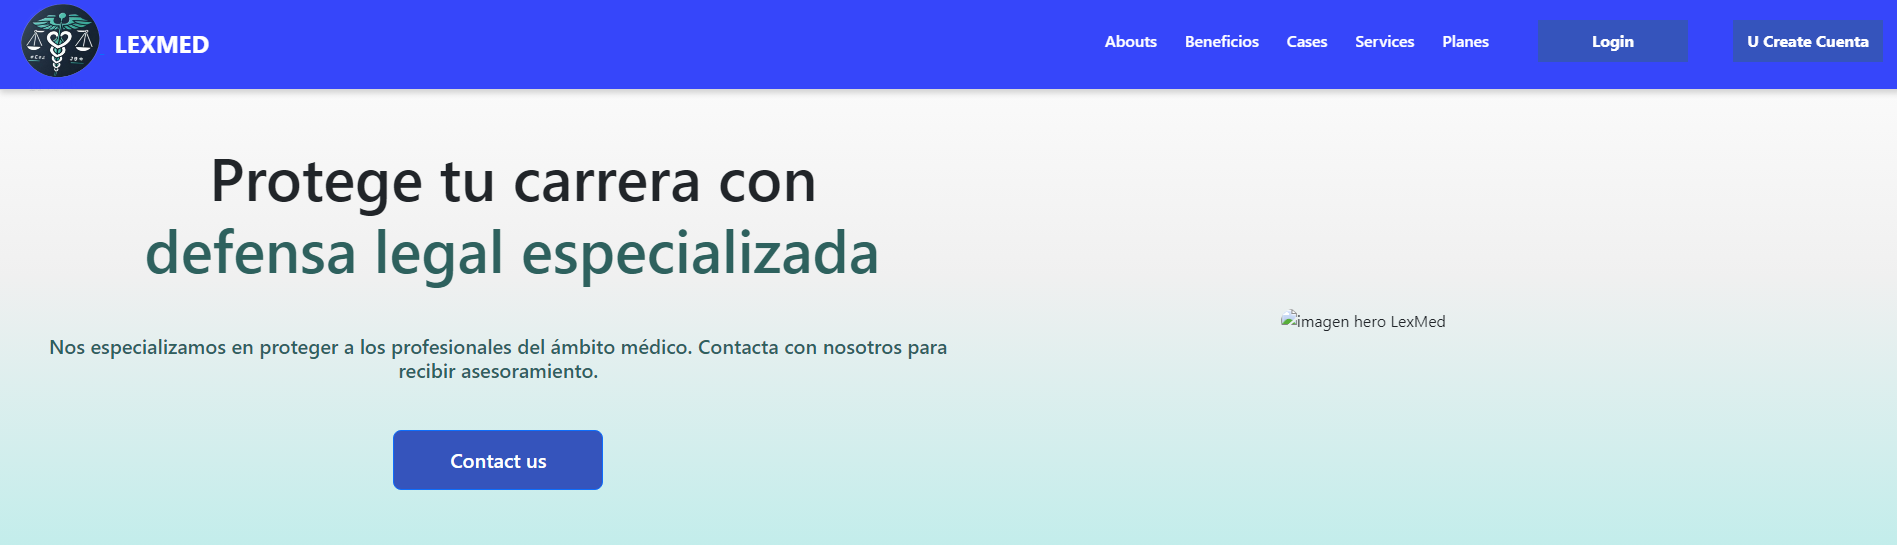 LEXMED
Abouts Beneficios Cases Services Planes Login U Create Cuenta
Protege tu carrera con
defensa legal especializada
Nos especializamos en proteger a los profesionales del ámbito médico. Contacta con nosotros para
recibir asesoramiento.
Contact us
imagen hero LexMed